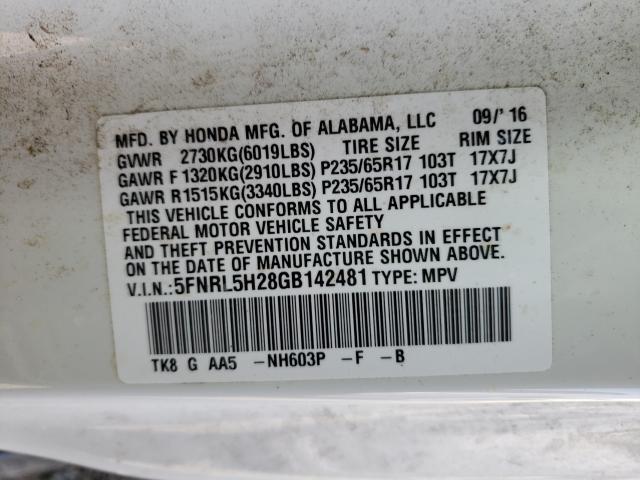 MFD. BY HONDA MFG. OF ALABAMA, LLC 09/' 16
GVWR 2730KG(6019LBS) TIRE SIZE RIM SIZE
GAWR F 1320KG(2910LBS) P235/65R17 103T 17X7J
GAWR R1515KG(3340LBS) P235/65R17 103T 17X7J
THIS VEHICLE CONFORMS TO ALL APPLICABLE
FEDERAL MOTOR VEHICLE SAFETY
AND THEFT PREVENTION STANDARDS IN EFFECT
ON THE DATE OF MANUFACTURE SHOWN ABOVE.
V.I.N.:5FNRL5H28GB142481 TYPE: MPV
TK8 G AA5 -NH603P -F -B